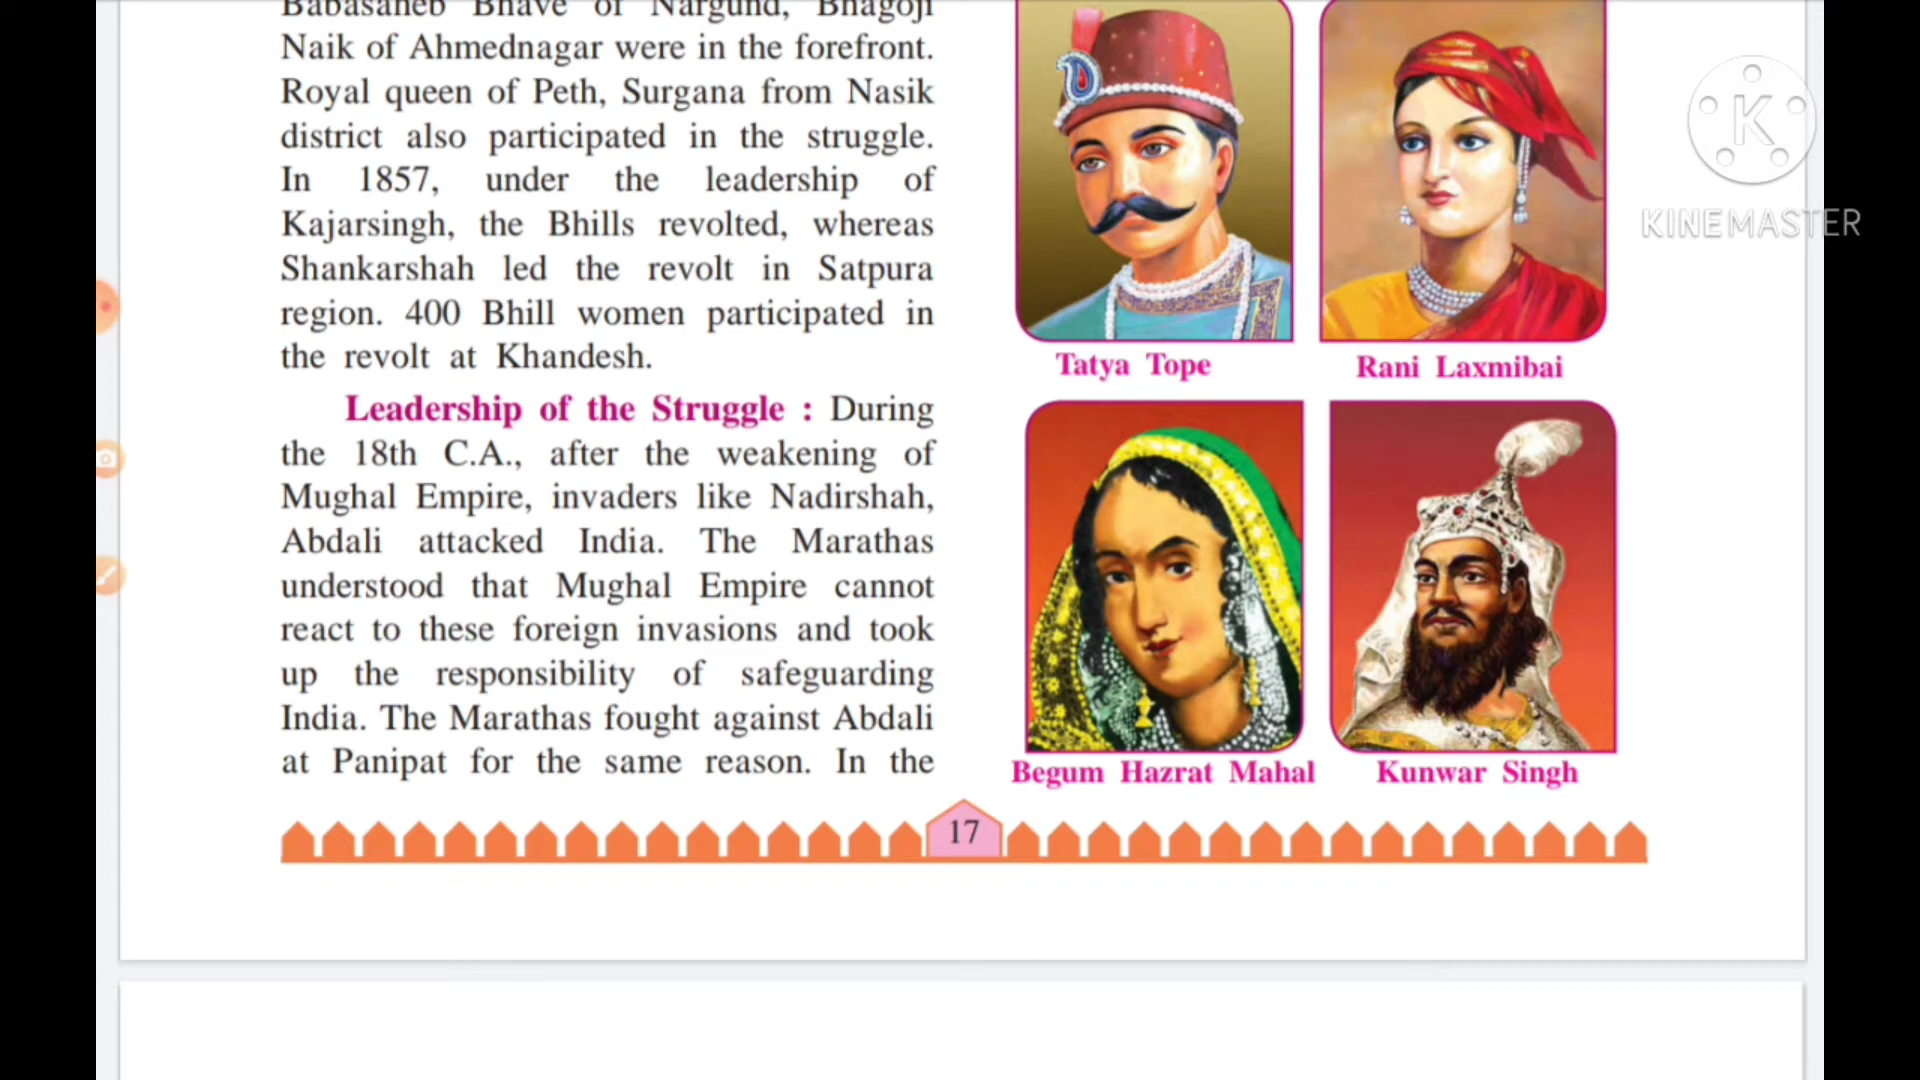 Babasaheb Bhave of Nargund, Bhagoji
Naik of Ahmednagar were in the forefront.
Royal queen of Peth, Surgana from Nasik
district also participated in the struggle.
In 1857, under the leadership of
Kajarsingh, the Bhills revolted, whereas
Shankarshah led the revolt in Satpura
region. 400 Bhill women participated in
the revolt at Khandesh.
Leadership of the Struggle : During
the 18th C.A., after the weakening of
Mughal Empire, invaders like Nadirshah,
Abdali attacked India. The Marathas
understood that Mughal Empire cannot
react to these foreign invasions and took
up the responsibility of safeguarding
India. The Marathas fought against Abdali
at Panipat for the same reason. In the
Tatya Tope
Rani Laxmibai
Begum Hazrat Mahal
Kunwar Singh
17
K
KINEMASTER